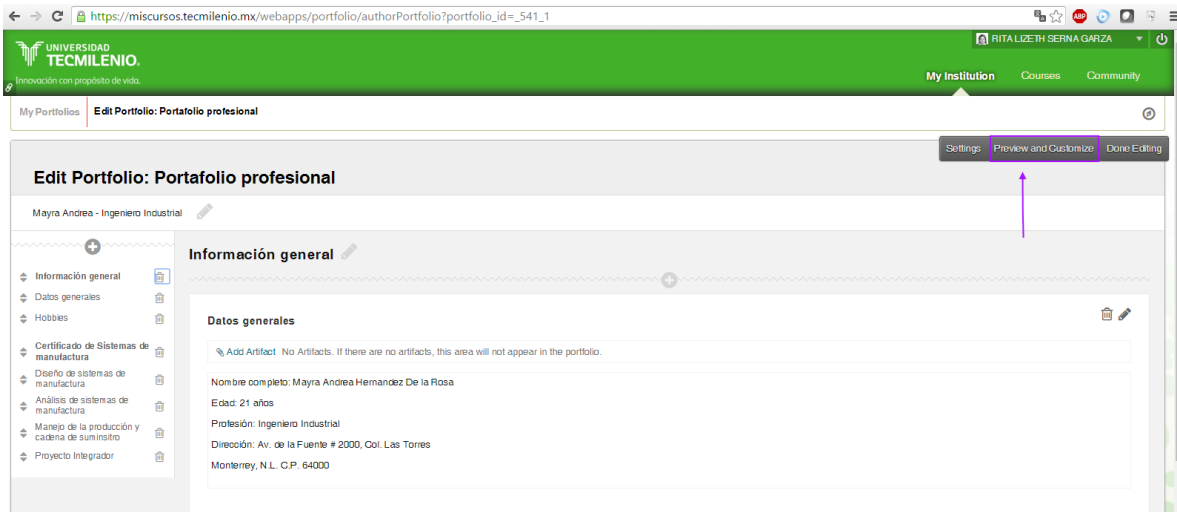 https://miscursos.tecmilenio.mx/webapps/portfolio/authorPortfolio?portfolio_id=_541_1
ABP
UNIVERSIDAD
TECMILENIO.
Innovación con propósito de vida.
RITA LIZETH SERNA GARZA
My Institution Courses Community
My Portfolios Edit Portfolio: Portafolio profesional
Settings Preview and Customize Done Editing
Edit Portfolio: Portafolio profesional
Mayra Andrea - Ingeniero Industrial
Información general
Datos generales
Hobbies
Certificado de Sistemas de
manufactura
Diseño de sistemas de
manufactura
Análisis de sistemas de
manufactura
Manejo de la producción y
cadena de suminsitro
Proyecto Integrador
Información general
Datos generales
Add Artifact No Artifacts. If there are no artifacts, this area will not appear in the portfolio.
Nombre completo: Mayra Andrea Hernandez De la Rosa
Edad: 21 años
Profesión: Ingeniero Industrial
Dirección: Av. de la Fuente # 2000, Col. Las Torres
Monterrey, N.L. C.P. 64000